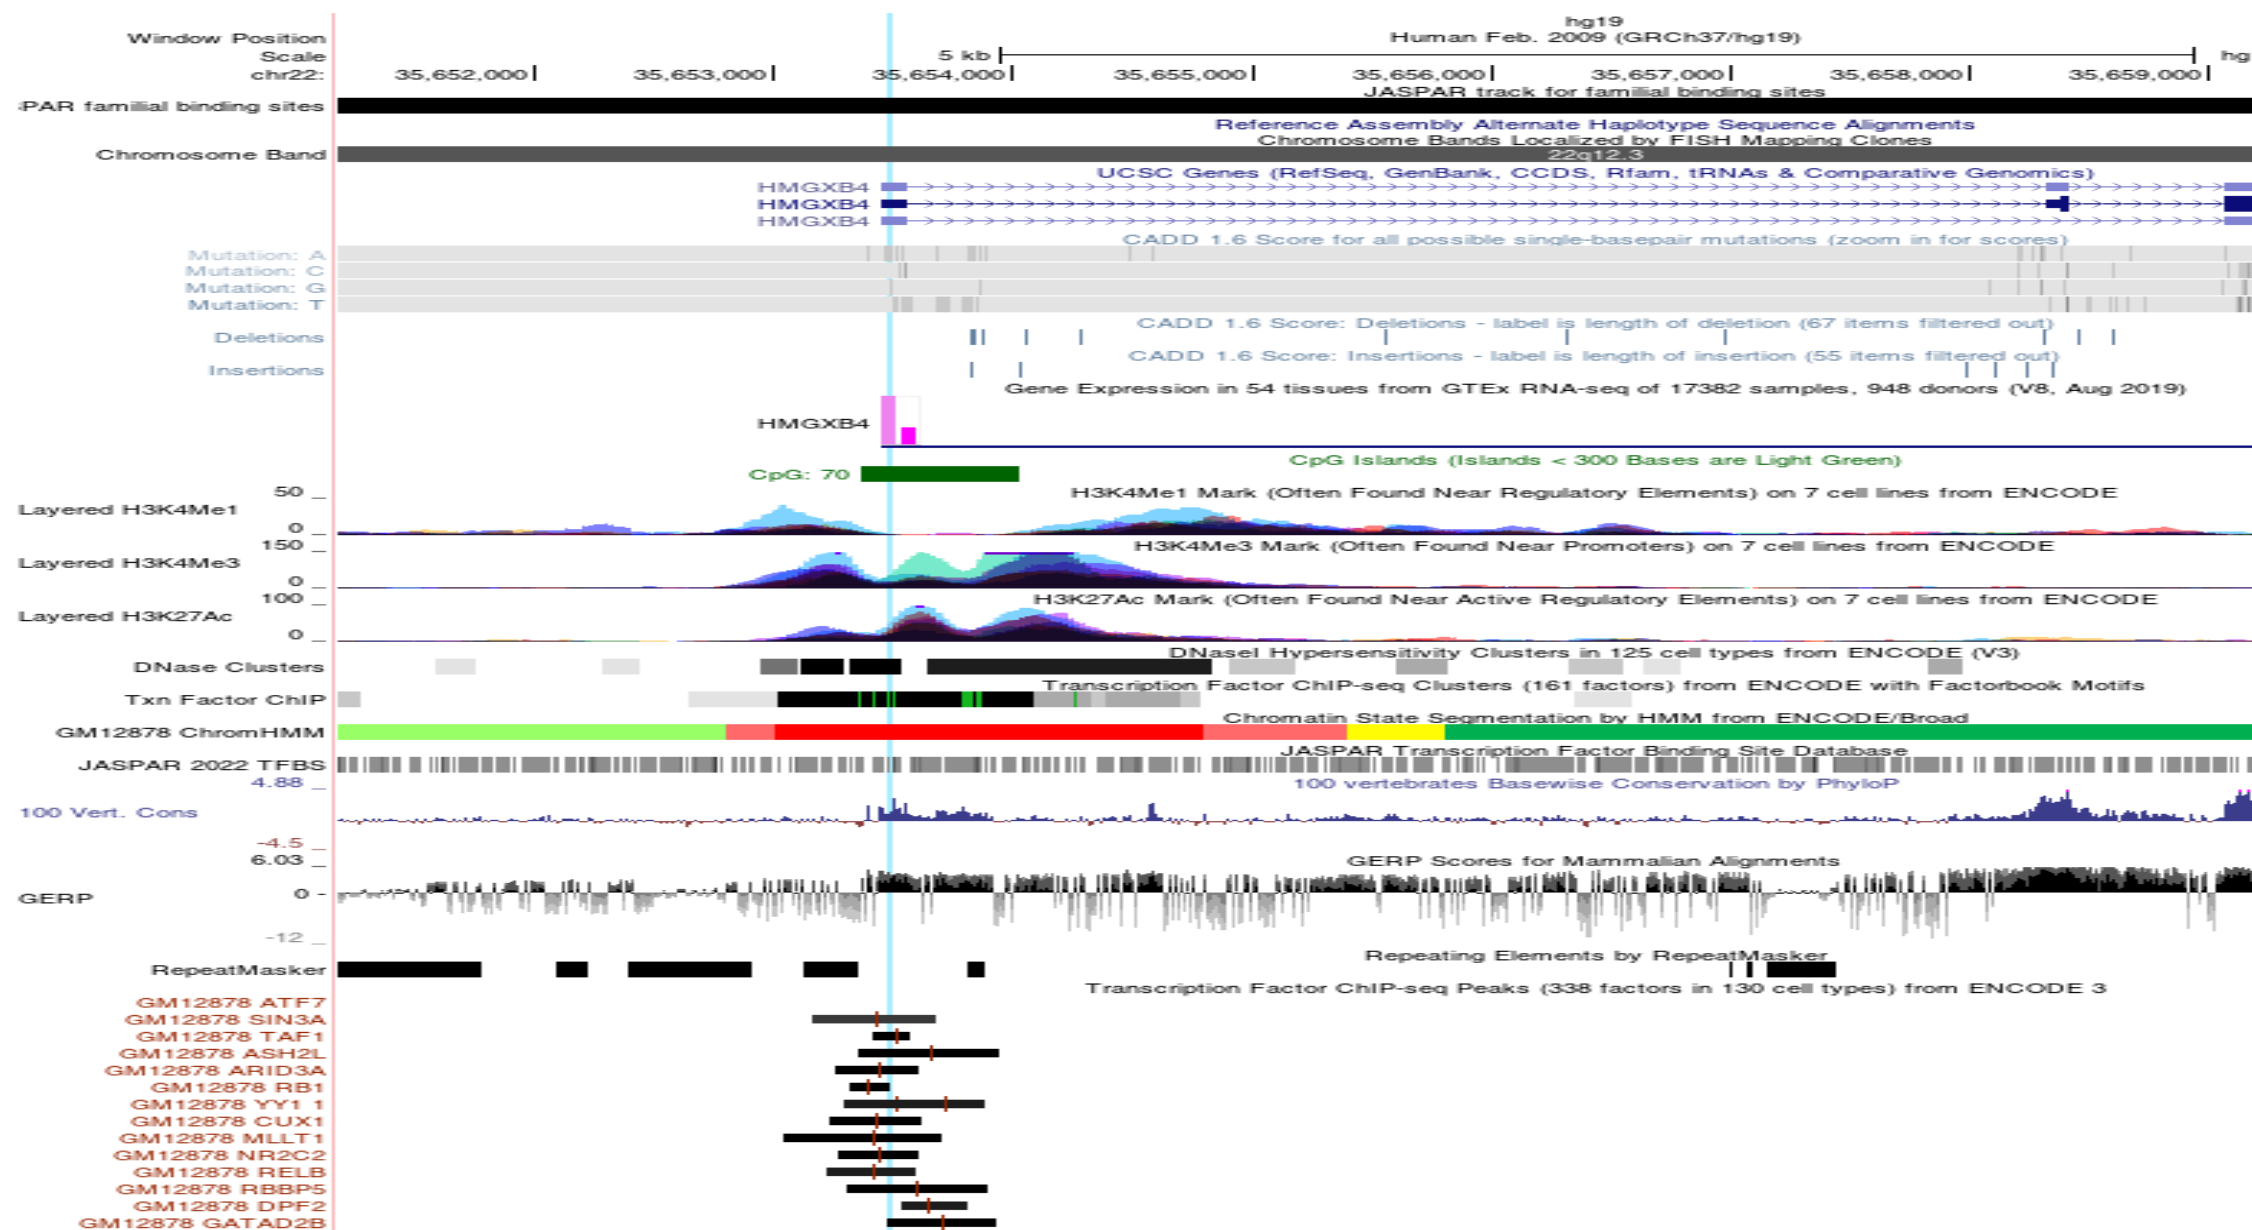 hg19
Window Position Human Feb. 2009 (GRCh37/hg19)
Scale 5 kb hg
chr22: 35,652,000 35,653,000 35,654,000 35,655,000 35,656,000 35,657,000 35,658,000 35,659,000
JASPAR track for familial binding sites
PAR familial binding sites
Reference Assembly Alternate Haplotype Sequence Alignments
Chromosome Bands Localized by FISH Mapping Clones
Chromosome Band 22q12.3
UCSC Genes (RefSeq, GenBank, CCDS, Rfam, tRNAs & Comparative Genomics)
HMGXB4
HMGXB4
HMGXB4
CADD 1.6 Score for all possible single-basepair mutations (zoom in for scores)
Mutation: A
Mutation: C
Mutation: G
Mutation: T
CADD 1.6 Score: Deletions - label is length of deletion (67 items filtered out)
Deletions
CADD 1.6 Score: Insertions - label is length of insertion (55 items filtered out)
Insertions
Gene Expression in 54 tissues from GTEx RNA-seq of 17382 samples, 948 donors (V8, Aug 2019)
HMGXB4
CpG Islands (Islands < 300 Bases are Light Green)
CpG: 70
50 _ H3K4Me1 Mark (Often Found Near Regulatory Elements) on 7 cell lines from ENCODE
Layered H3K4Me1
0 _
150 _ H3K4Me3 Mark (Often Found Near Promoters) on 7 cell lines from ENCODE
Layered H3K4Me3
0 _
100 _ H3K27Ac Mark (Often Found Near Active Regulatory Elements) on 7 cell lines from ENCODE
Layered H3K27Ac
0 _
DNaseI Hypersensitivity Clusters in 125 cell types from ENCODE (V3)
DNase Clusters
Transcription Factor ChIP-seq Clusters (161 factors) from ENCODE with Factorbook Motifs
Txn Factor ChIP
Chromatin State Segmentation by HMM from ENCODE/Broad
GM12878 ChromHMM
JASPAR Transcription Factor Binding Site Database
JASPAR 2022 TFBS
4.88 _ 100 vertebrates Basewise Conservation by PhyloP
100 Vert. Cons
-4.5 _
6.03 _ GERP Scores for Mammalian Alignments
GERP 0 -
-12 _
Repeating Elements by RepeatMasker
RepeatMasker
Transcription Factor ChIP-seq Peaks (338 factors in 130 cell types) from ENCODE 3
GM12878 ATF7
GM12878 SIN3A
GM12878 TAF1
GM12878 ASH2L
GM12878 ARID3A
GM12878 RB1
GM12878 YY1 1
GM12878 CUX1
GM12878 MLLT1
GM12878 NR2C2
GM12878 RELB
GM12878 RBBP5
GM12878 DPF2
GM12878 GATAD2B